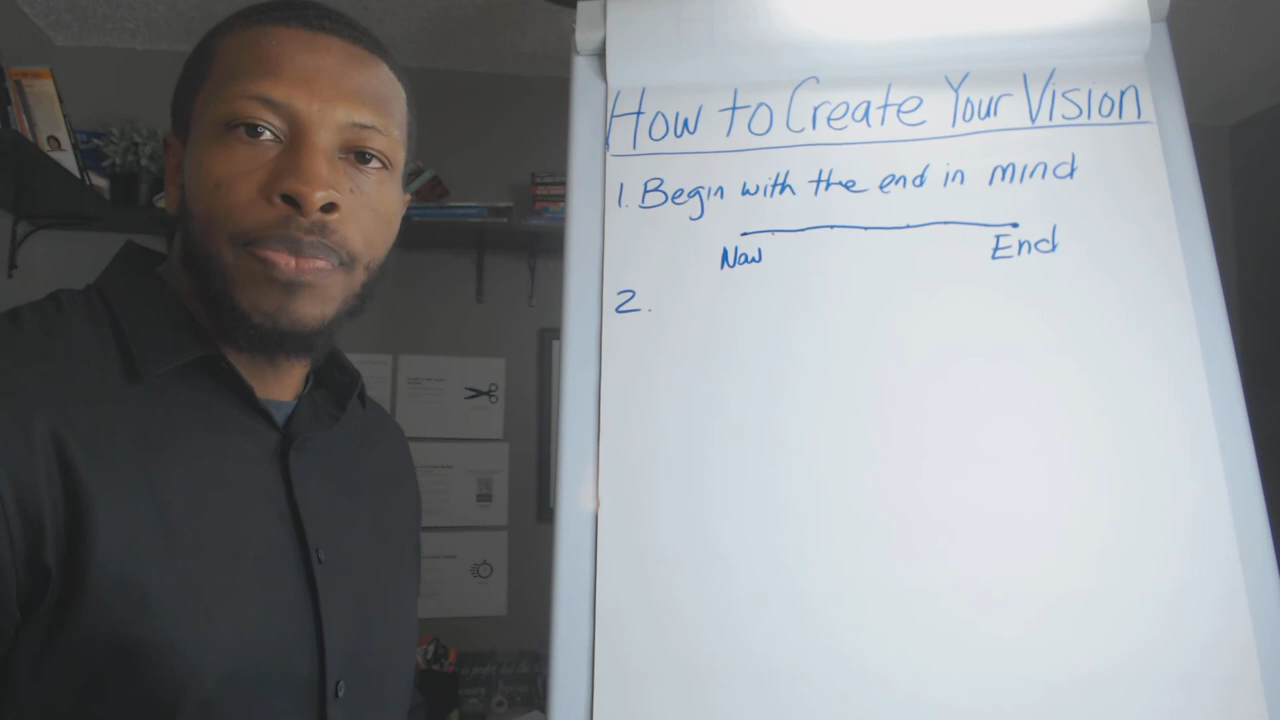 How to Create Your Vision
1. Begin with the end in mind
Now End
2.